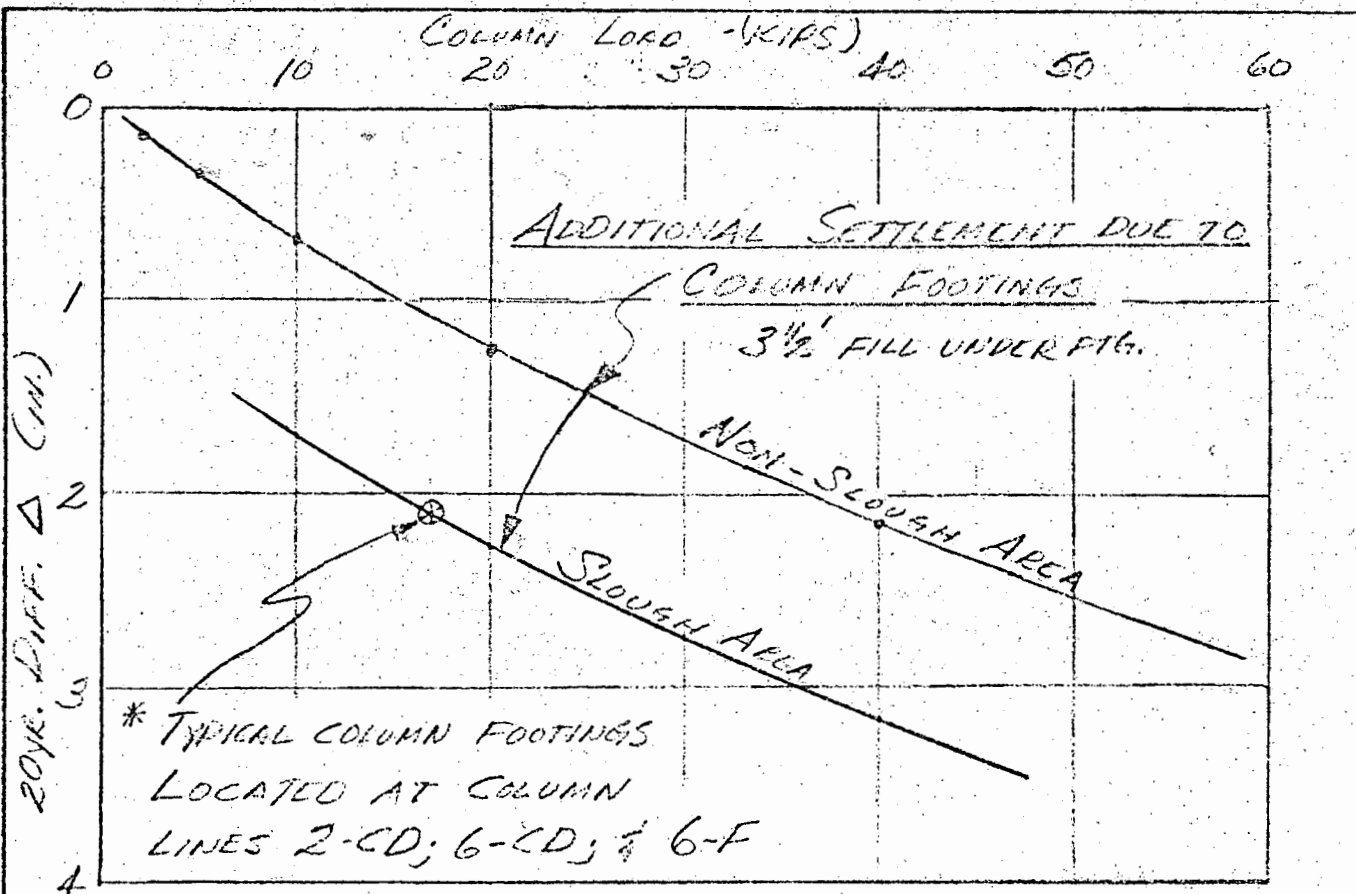 COLUMN LOAD -(KIPS)
0 10 20 30 40 50 60
0
1
2
3
4
20YR. DIFF. Δ (IN.)
ADDITIONAL SETTLEMENT DUE TO
COLUMN FOOTINGS
3 1/2' FILL UNDER FTG.
NON-SLOUGH AREA
SLOUGH AREA
* TYPICAL COLUMN FOOTINGS
LOCATED AT COLUMN
LINES 2-CD; 6-CD; & 6-F